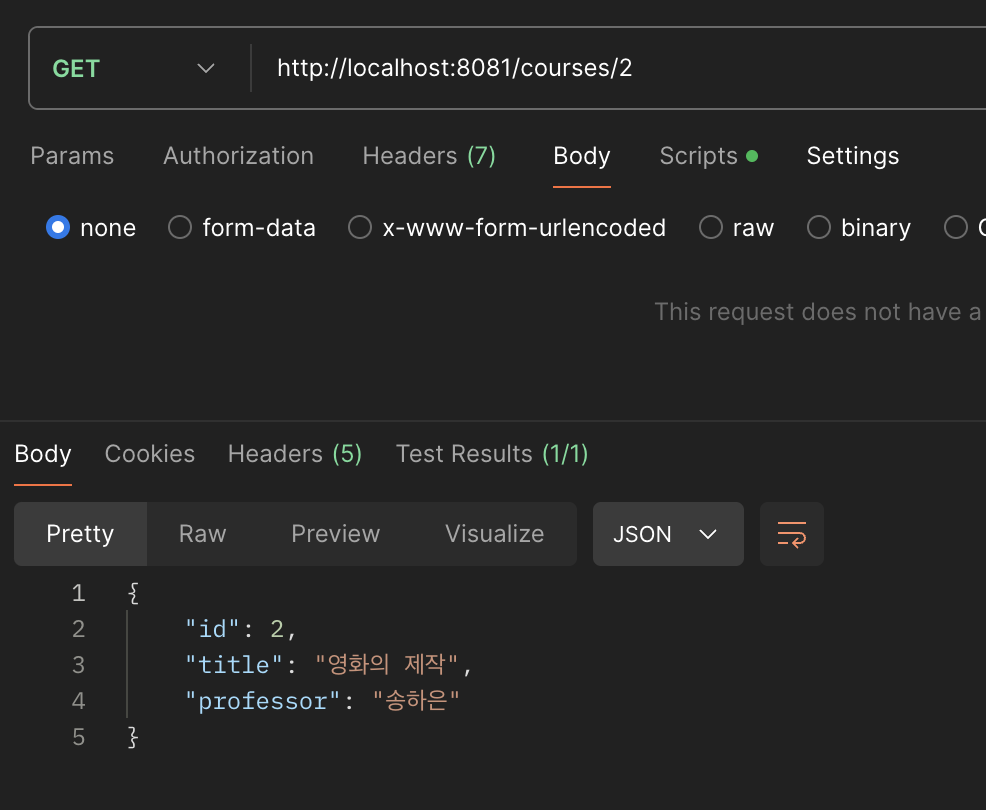 GET http://localhost:8081/courses/2
Params Authorization Headers (7) Body Scripts Settings
none form-data x-www-form-urlencoded raw binary
This request does not have a
Body Cookies Headers (5) Test Results (1/1)
Pretty Raw Preview Visualize JSON
1 {
2 "id": 2,
3 "title": "영화의 제작",
4 "professor": "송하은"
5 }